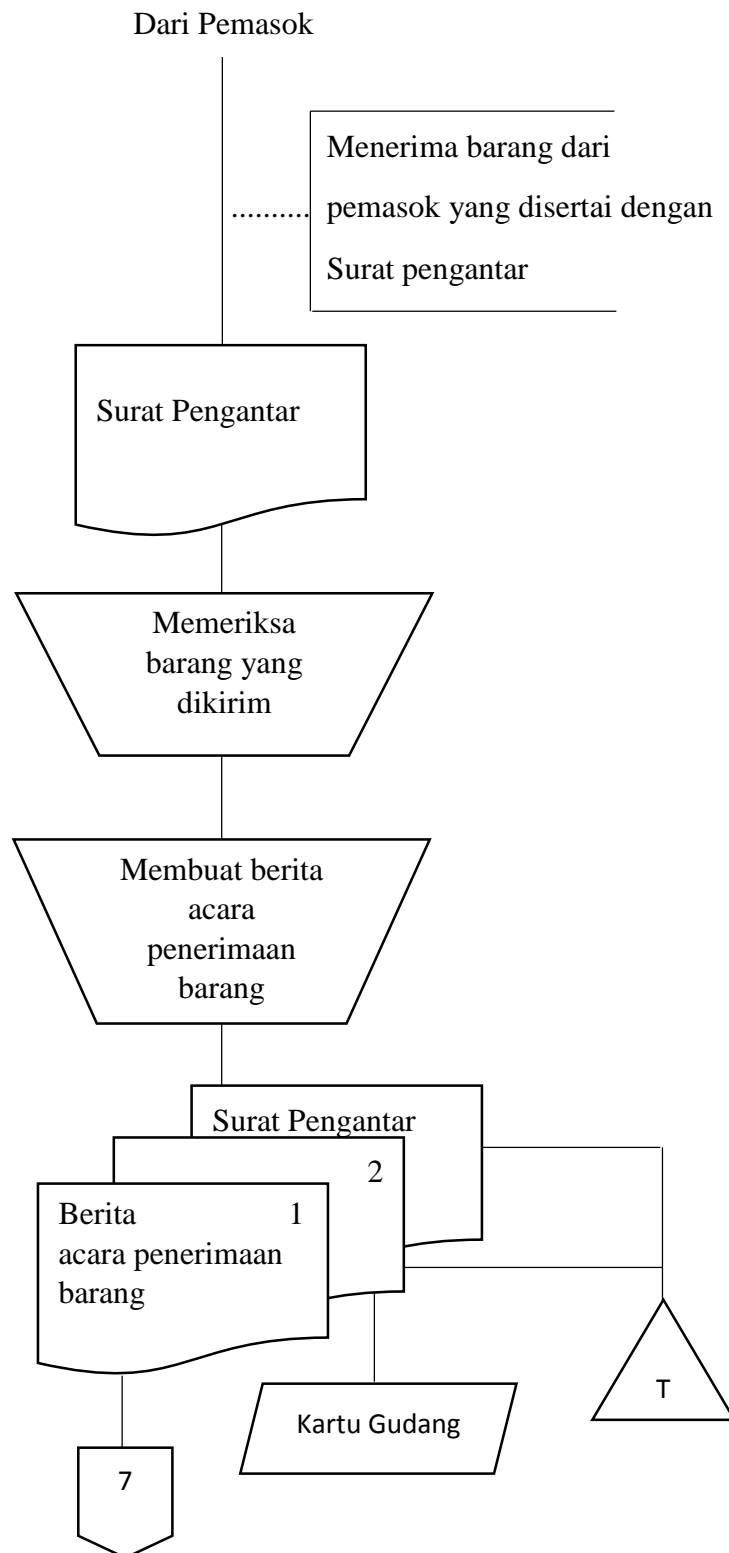 Dari Pemasok
Menerima barang dari
pemasok yang disertai dengan
Surat pengantar
..........
Surat Pengantar
Memeriksa
barang yang
dikirim
Membuat berita
acara
penerimaan
barang
Surat Pengantar
2
Berita 1
acara penerimaan
barang
Kartu Gudang
T
7